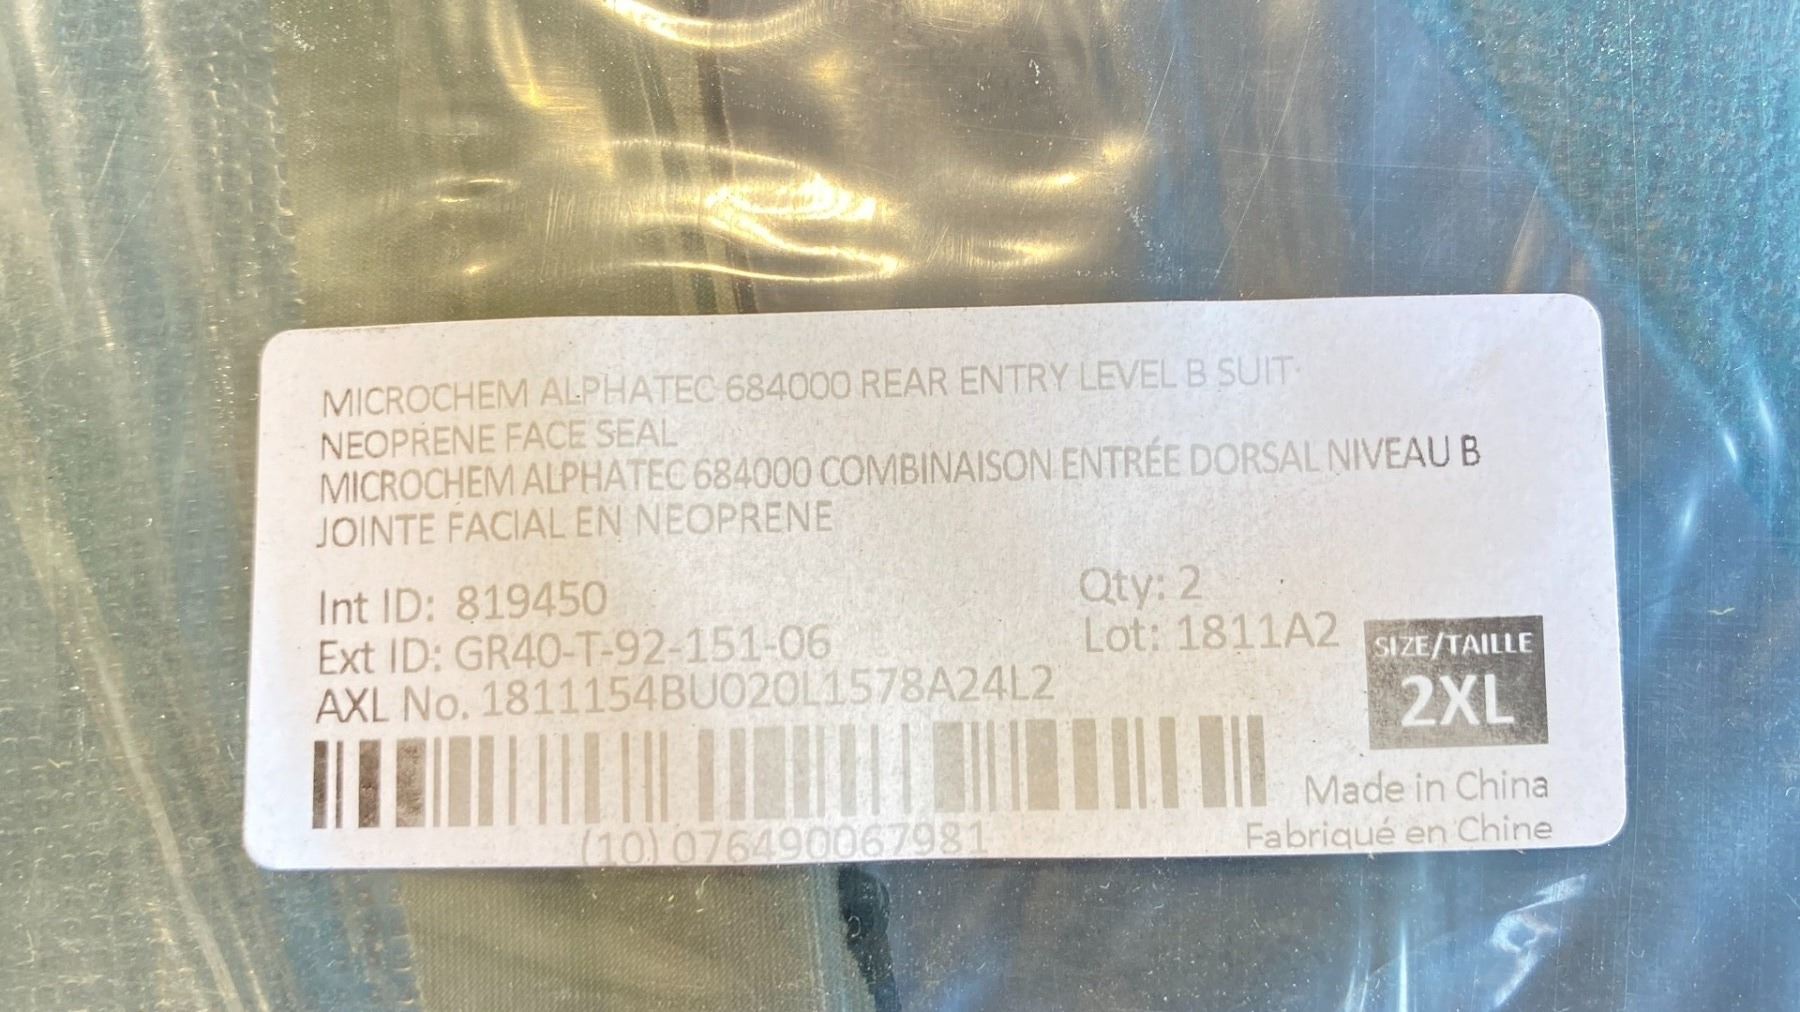 MICROCHEM ALPHATEC 684000 REAR ENTRY LEVEL B SUIT
NEOPRENE FACE SEAL
MICROCHEM ALPHATEC 684000 COMBINAISON ENTRÉE DORSAL NIVEAU B
JOINTE FACIAL EN NEOPRENE
Int ID: 819450
Qty: 2
Ext ID: GR40-T-92-151-06
Lot: 1811A2
AXL No. 1811154BU020L1578A24L2
SIZE/TAILLE
2XL
Made in China
(10) 076490067981
Fabriqué en Chine